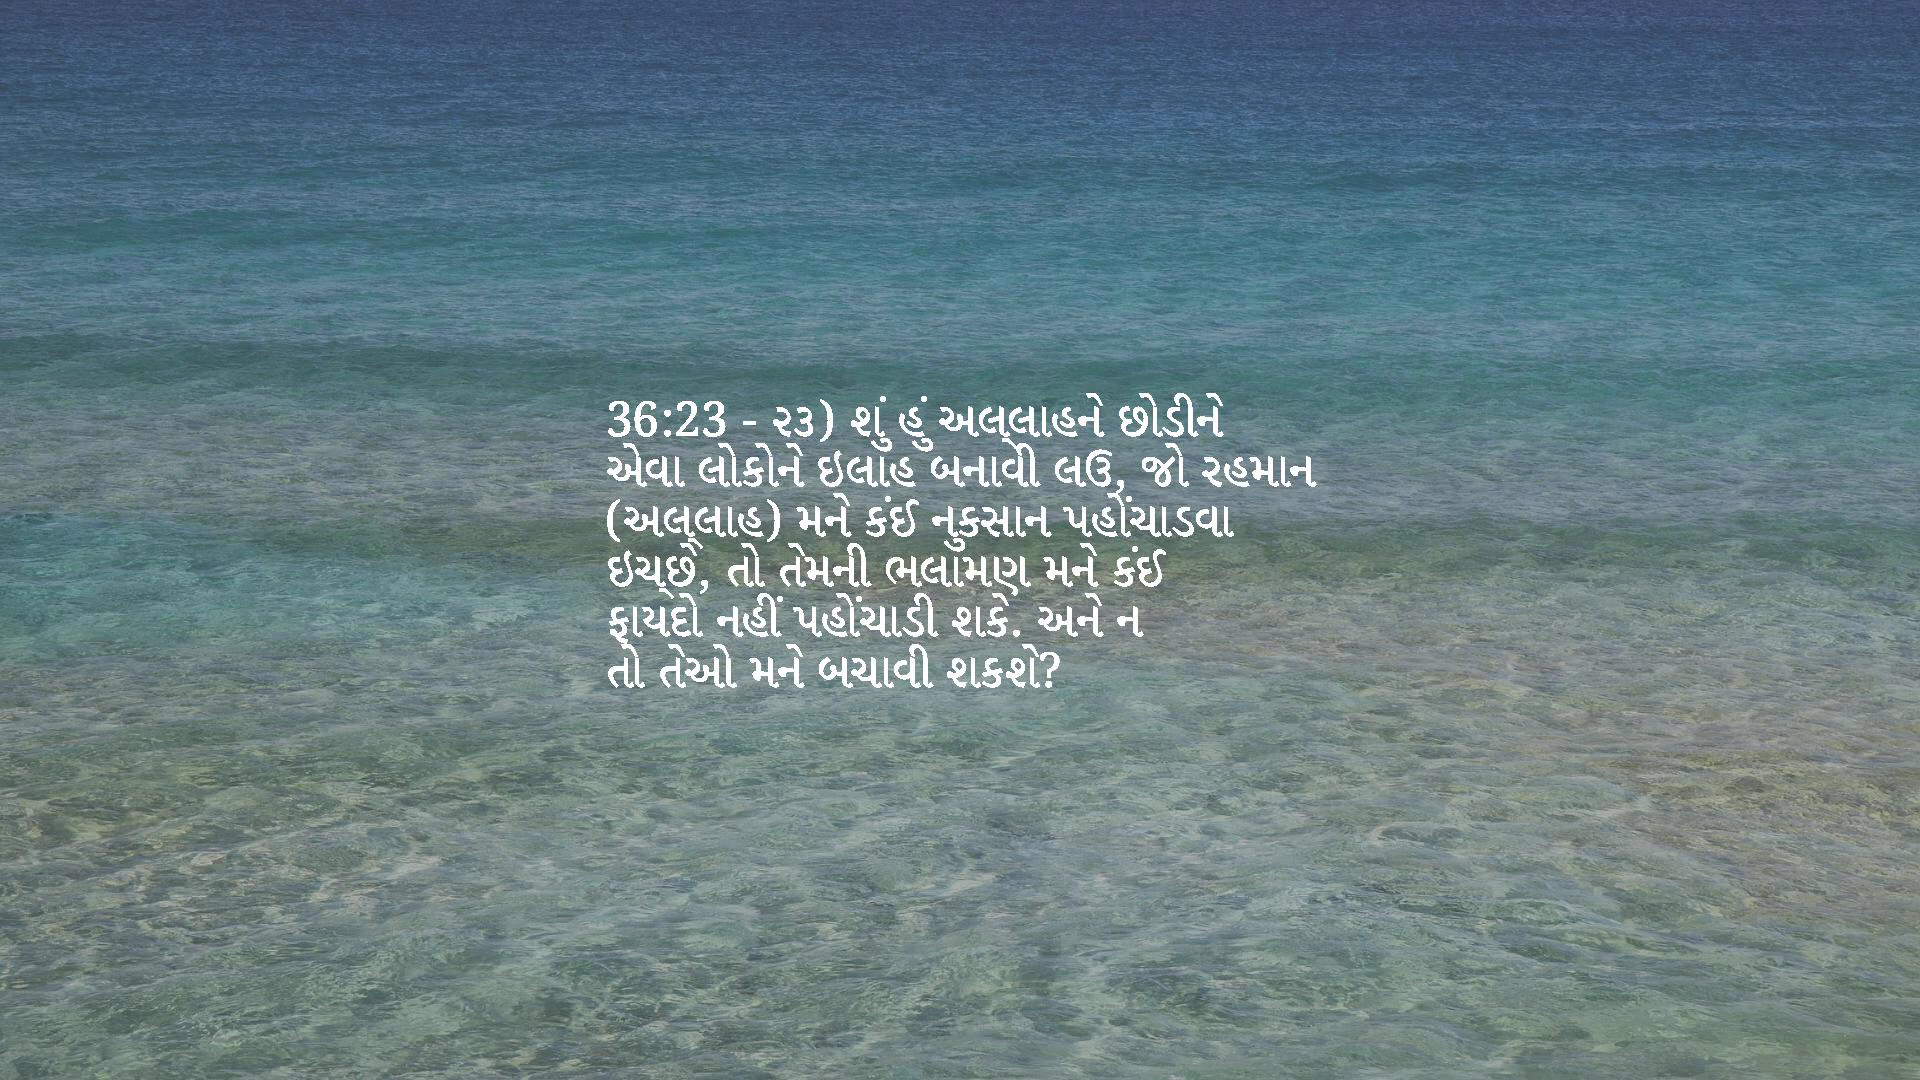 36:23 - ૨૩) શું હું અલ્લાહને છોડીને
એવા લોકોને ઇલાહ બનાવી લઉ, જો રહમાન
(અલ્લાહ) મને કંઈ નુકસાન પહોંચાડવા
ઇચ્છે, તો તેમની ભલામણ મને કંઈ
ફાયદો નહીં પહોંચાડી શકે. અને ન
તો તેઓ મને બચાવી શકશે?